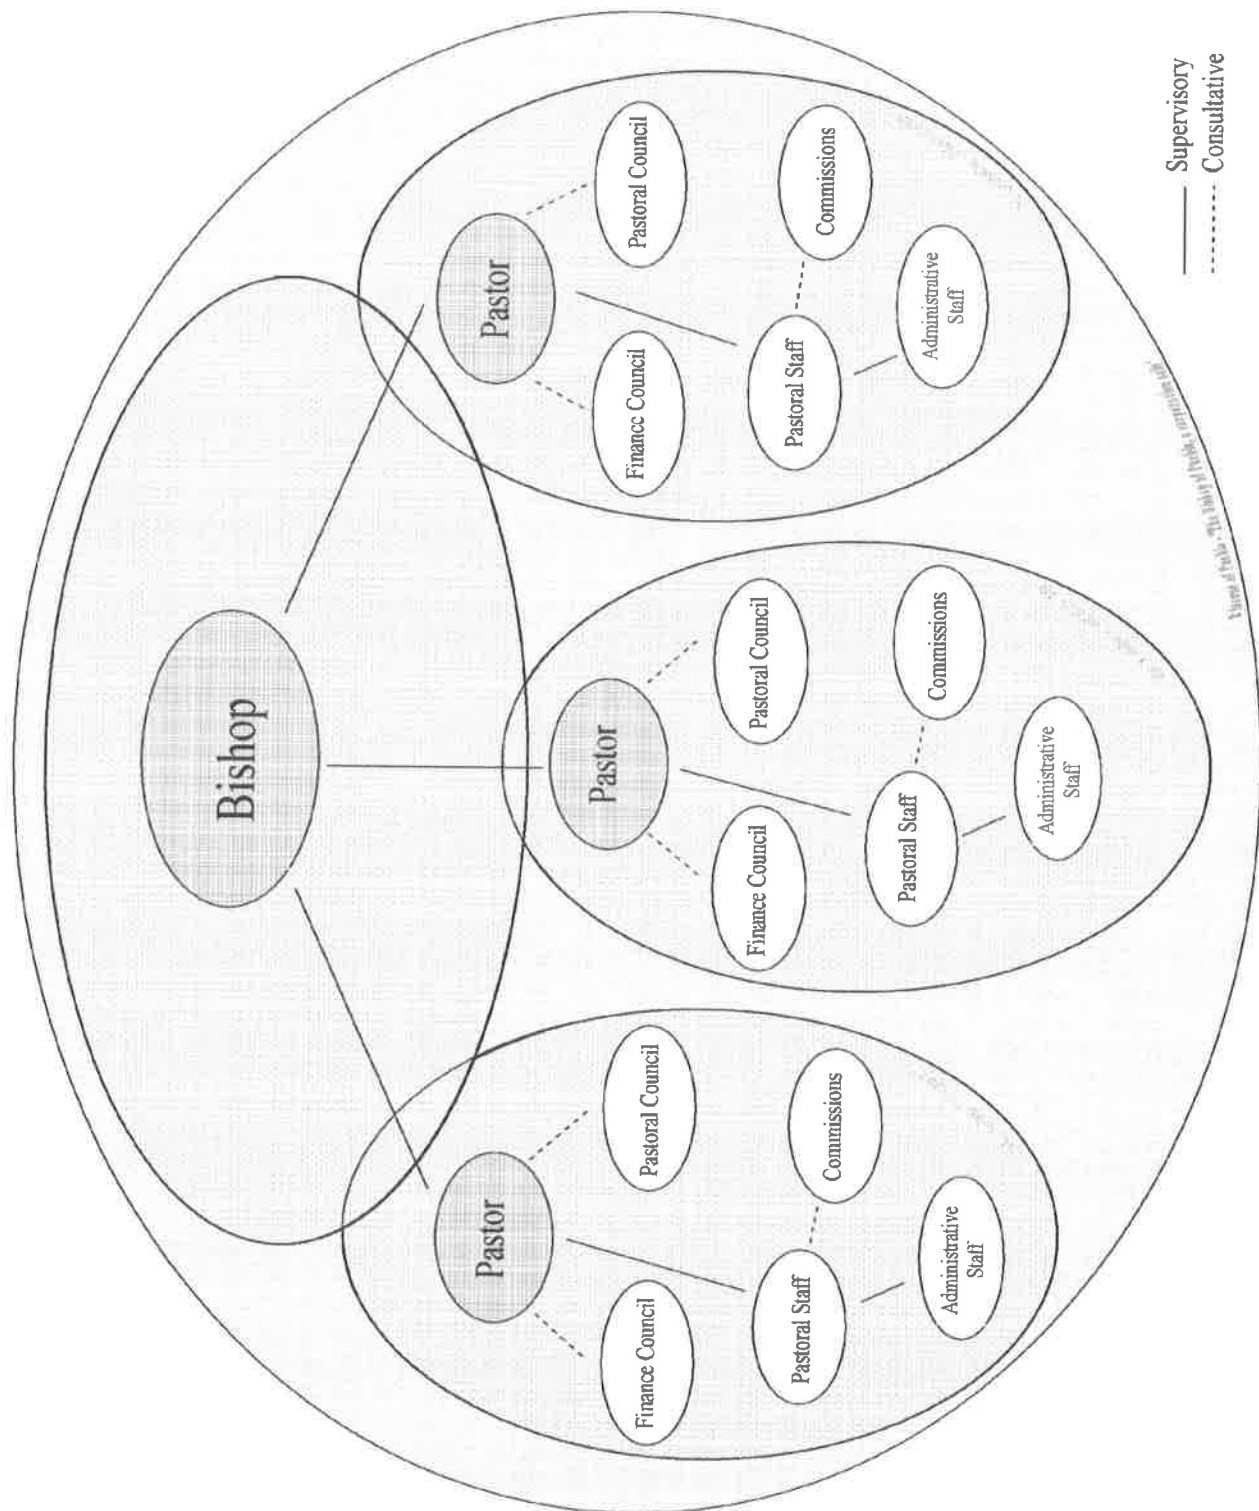 Bishop
Pastor
Finance Council
Pastoral Council
Pastoral Staff
Commissions
Administrative
Staff
Pastor
Finance Council
Pastoral Council
Pastoral Staff
Commissions
Administrative
Staff
Pastor
Finance Council
Pastoral Council
Pastoral Staff
Commissions
Administrative
Staff
Supervisory
Consultative